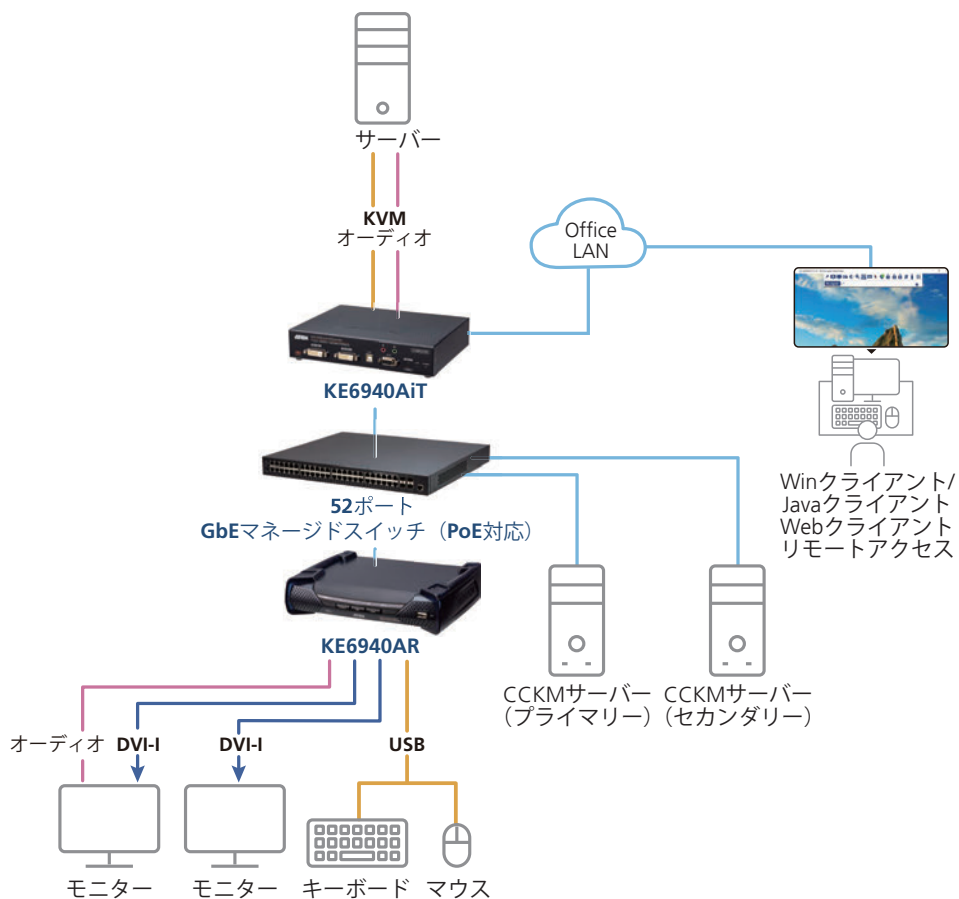 サーバー
KVM
オーディオ
Office
LAN
KE6940AiT
52ポート
GbEマネージドスイッチ（PoE対応）
Winクライアント/
Javaクライアント
Webクライアント
リモートアクセス
KE6940AR
CCKMサーバー
（プライマリー）
CCKMサーバー
（セカンダリー）
オーディオ
DVI-I
DVI-I
USB
モニター
モニター
キーボード
マウス